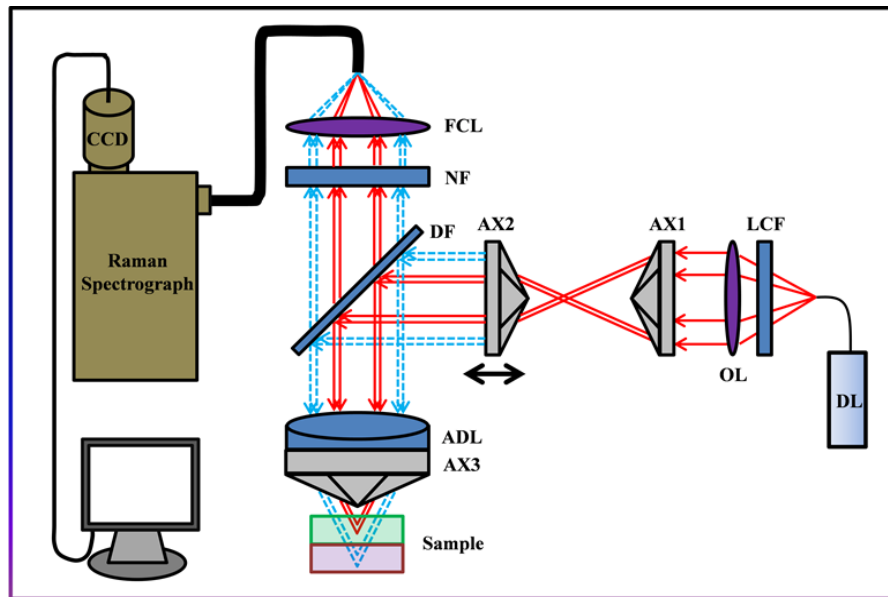 FCL
CCD
NF
DF
AX2
AX1
LCF
Raman
Spectrograph
OL
DL
ADL
AX3
Sample